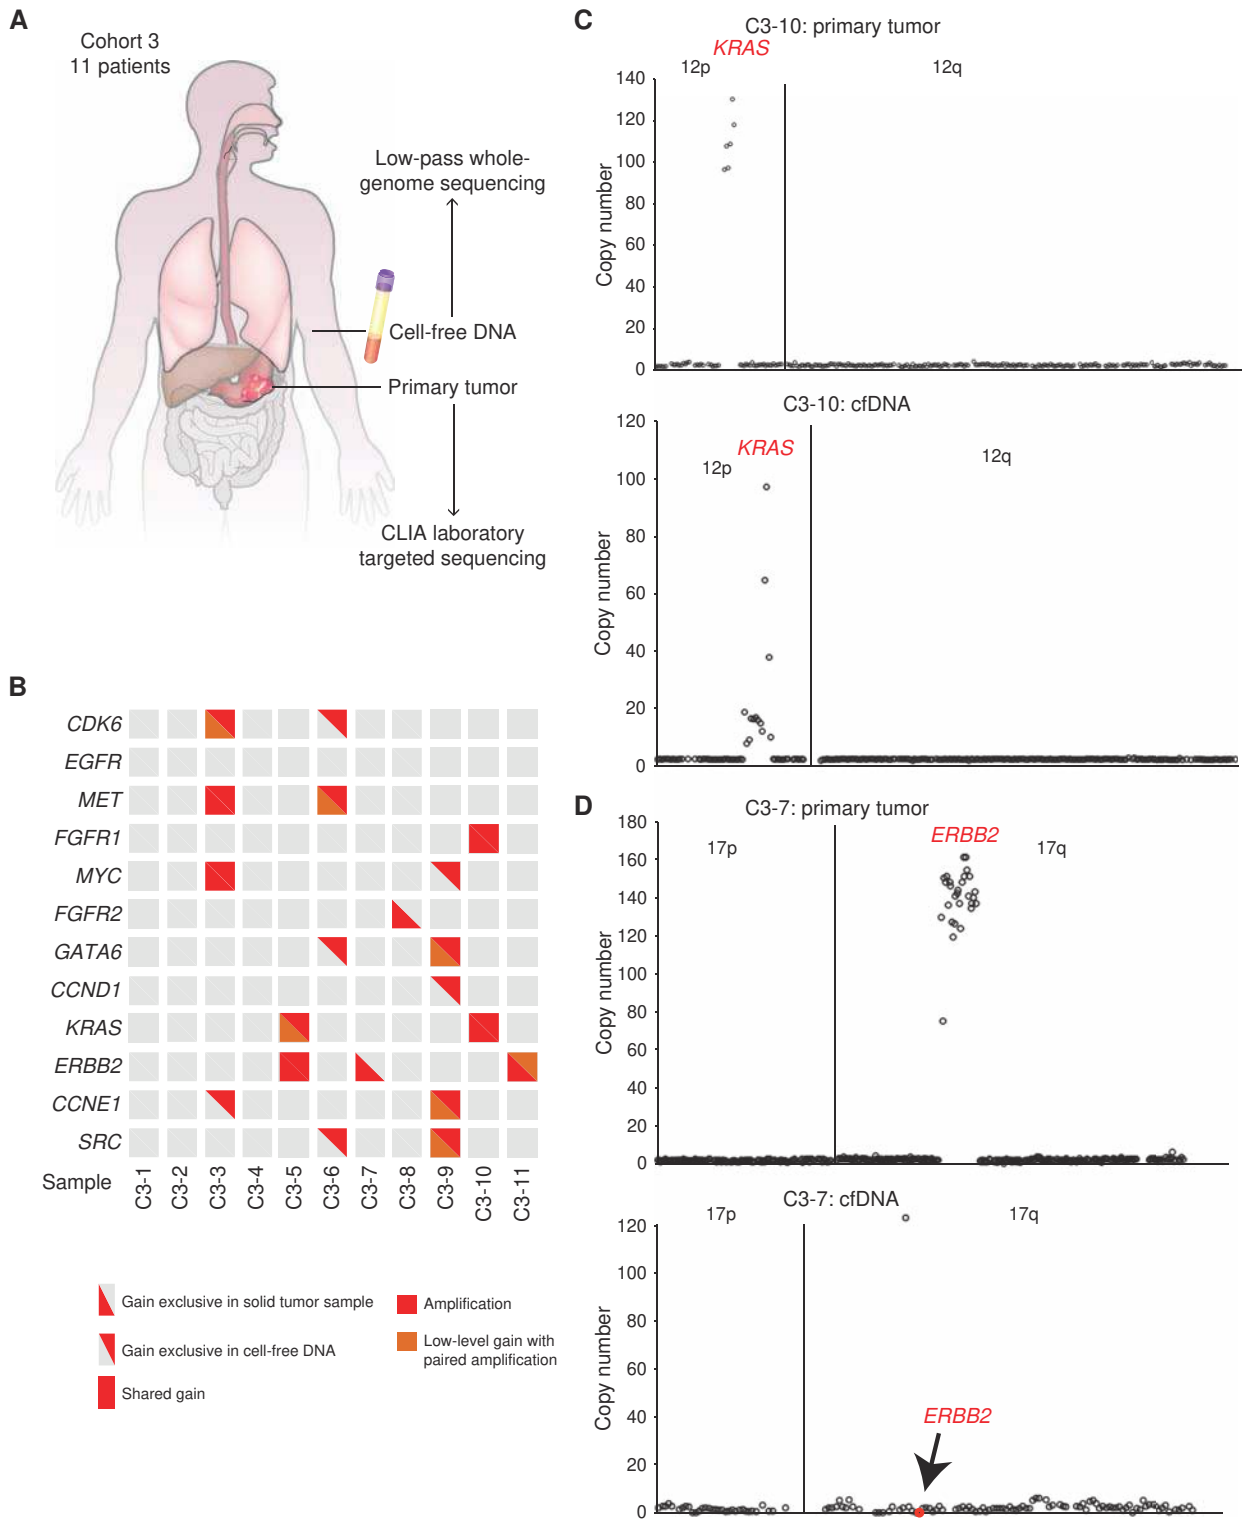 A
Cohort 3
11 patients
Low-pass whole-
genome sequencing
Cell-free DNA
Primary tumor
CLIA laboratory
targeted sequencing
B
CDK6
EGFR
MET
FGFR1
MYC
FGFR2
GATA6
CCND1
KRAS
ERBB2
CCNE1
SRC
Sample
C3-1
C3-2
C3-3
C3-4
C3-5
C3-6
C3-7
C3-8
C3-9
C3-10
C3-11
Gain exclusive in solid tumor sample
Gain exclusive in cell-free DNA
Shared gain
Amplification
Low-level gain with
paired amplification
C
C3-10: primary tumor
KRAS
12p
12q
Copy number
140
120
100
80
60
40
20
0
C3-10: cfDNA
KRAS
12p
12q
Copy number
120
100
80
60
40
20
0
D
C3-7: primary tumor
ERBB2
17p
17q
Copy number
180
160
140
120
100
80
60
40
20
0
C3-7: cfDNA
17p
17q
Copy number
120
100
80
60
40
20
0
ERBB2